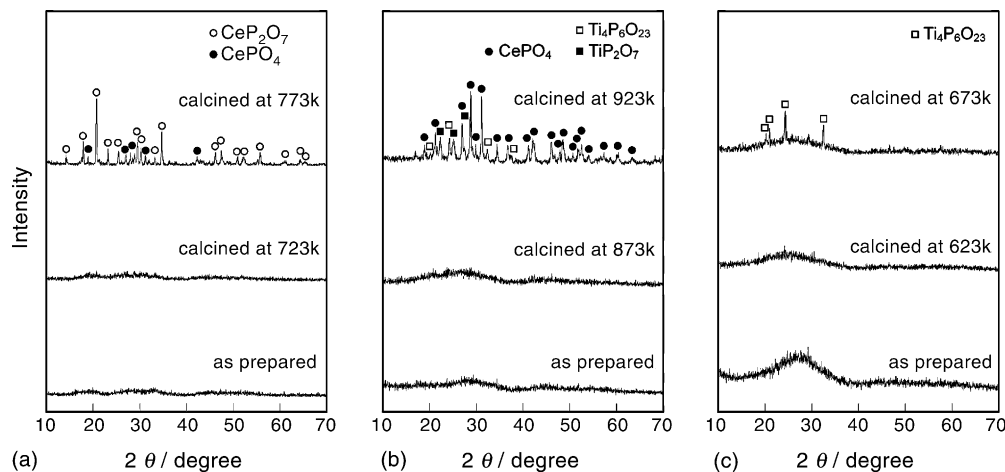 CeP₂O₇
CePO₄
calcined at 773k
calcined at 723k
as prepared
Intensity
10 20 30 40 50 60 70
(a) 2 θ / degree
Ti₄P₆O₂₃
CePO₄ TiP₂O₇
calcined at 923k
calcined at 873k
as prepared
10 20 30 40 50 60 70
(b) 2 θ / degree
Ti₄P₆O₂₃
calcined at 673k
calcined at 623k
as prepared
10 20 30 40 50 60 70
(c) 2 θ / degree